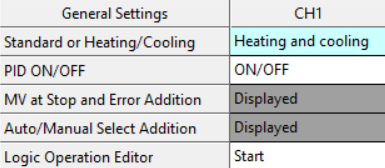 General Settings CH1
Standard or Heating/Cooling Heating and cooling
PID ON/OFF ON/OFF
MV at Stop and Error Addition Displayed
Auto/Manual Select Addition Displayed
Logic Operation Editor Start